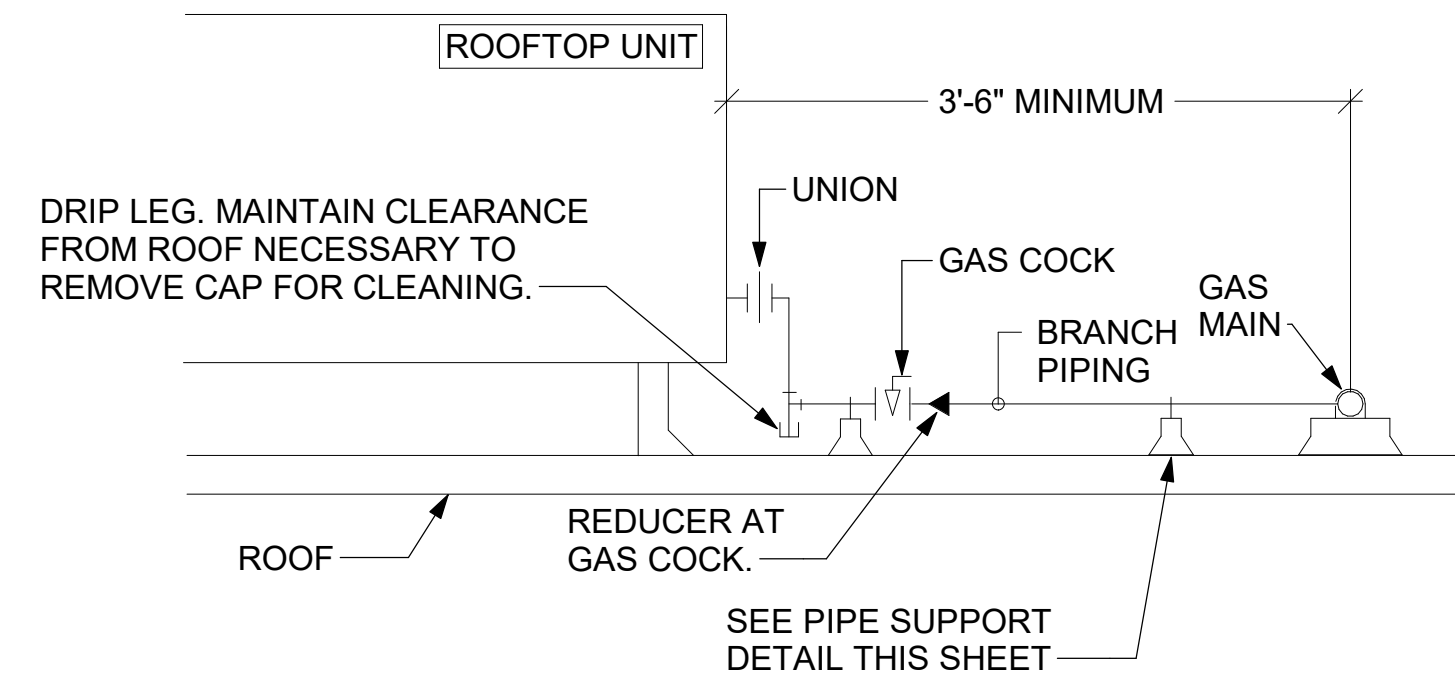 ROOFTOP UNIT
3'-6" MINIMUM
UNION
DRIP LEG. MAINTAIN CLEARANCE
FROM ROOF NECESSARY TO
REMOVE CAP FOR CLEANING.
GAS COCK
GAS
MAIN
BRANCH
PIPING
REDUCER AT
GAS COCK.
ROOF
SEE PIPE SUPPORT
DETAIL THIS SHEET